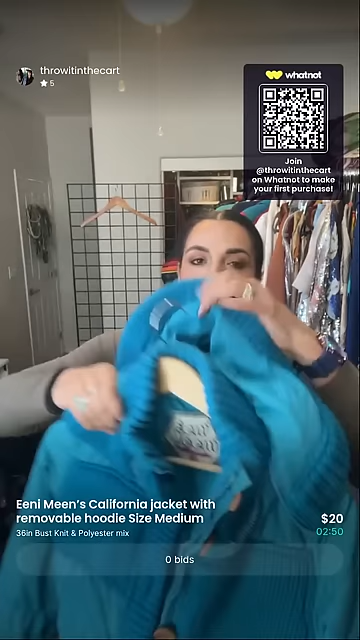 throwitinthecart
★ 5
whatnot
Join
@throwitinthecart
on Whatnot to make
your first purchase!
Eeni Meen's California jacket with
removable hoodie Size Medium
$20
36in Bust Knit & Polyester mix
02:50
0 bids